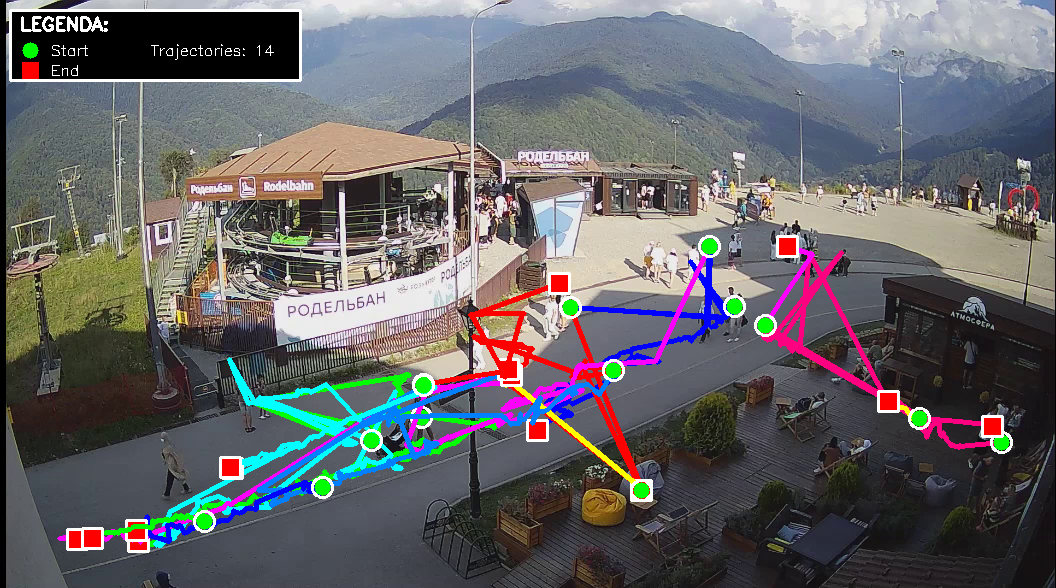 LEGENDA:
Start Trajectories: 14
End
РОДЕЛЬБАН
Родельбан Rodelbahn
РОДЕЛЬБАН
АТМОСФЕРА